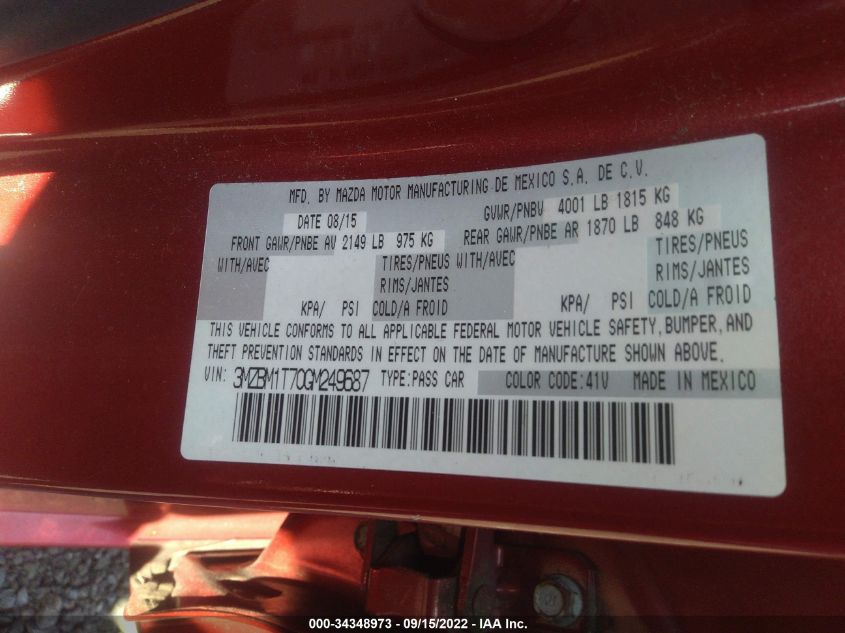 MFD. BY MAZDA MOTOR MANUFACTURING DE MEXICO S.A. DE C.V.
DATE 08/15 GVWR/PNBV 4001 LB 1815 KG
FRONT GAWR/PNBE AV 2149 LB 975 KG REAR GAWR/PNBE AR 1870 LB 848 KG
WITH/AVEC TIRES/PNEUS WITH/AVEC TIRES/PNEUS
RIMS/JANTES RIMS/JANTES
KPA/ PSI COLD/A FROID KPA/ PSI COLD/A FROID
THIS VEHICLE CONFORMS TO ALL APPLICABLE FEDERAL MOTOR VEHICLE SAFETY, BUMPER, AND
THEFT PREVENTION STANDARDS IN EFFECT ON THE DATE OF MANUFACTURE SHOWN ABOVE.
VIN: 3MZBM1T70GM249687 TYPE:PASS CAR COLOR CODE:41V MADE IN MEXICO
000-34348973 - 09/15/2022 - IAA Inc.